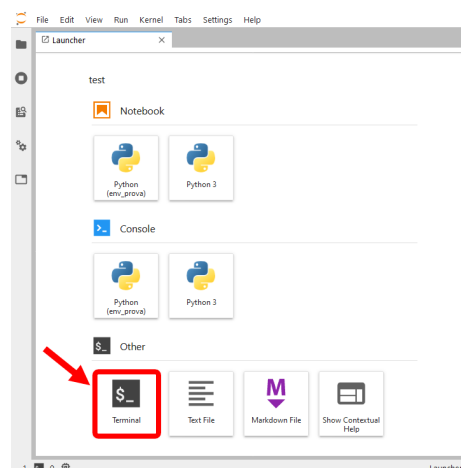 File Edit View Run Kernel Tabs Settings Help
Launcher
test
Notebook
Python
(env_prova)
Python 3
>_ Console
Python
(env_prova)
Python 3
$_ Other
$_
Terminal
Text File
M
Markdown File
Show Contextual
Help
Launcher